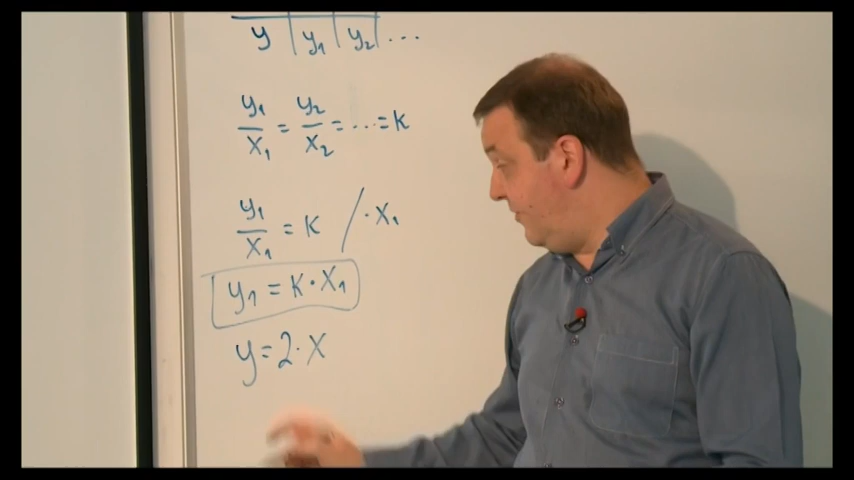 y | y₁ | y₂ | ...
y₁/x₁ = y₂/x₂ = ... = K
y₁/x₁ = K / · x₁
y₁ = K · x₁
y = 2 · x